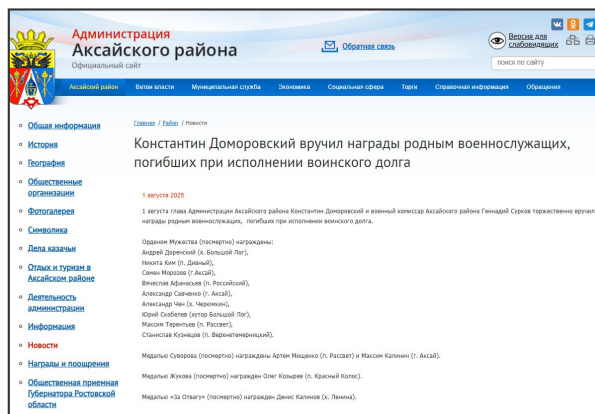 Администрация
Аксайского района
Официальный сайт
Обратная связь
Версия для
слабовидящих
поиск по сайту
Аксайский район Ветви власти Муниципальная служба Экономика Социальная сфера Торги Справочная информация Обращения
Общая информация
История
География
Общественные
организации
Фотогалерея
Символика
Дела казачьи
Отдых и туризм в
Аксайском районе
Деятельность
администрации
Информация
Новости
Награды и поощрения
Общественная приемная
Губернатора Ростовской
области
Главная / Район / Новости
Константин Доморовский вручил награды родным военнослужащих,
погибших при исполнении воинского долга
1 августа 2025
1 августа глава Администрации Аксайского района Константин Доморовский и военный комиссар Аксайского района Геннадий Сурков торжественно вручил
награды родным военнослужащих, погибших при исполнении воинского долга.
Орденом Мужества (посмертно) награждены:
Андрей Доренский (х. Большой Лог),
Никита Ким (п. Дивный),
Семен Морозов (г.Аксай),
Вячеслав Афанасьев (п. Российский),
Александр Савченко (г. Аксай),
Александр Чен (х. Черюмкин),
Юрий Скобелев (хутор Большой Лог),
Максим Терентьев (п. Рассвет),
Станислав Кузнецов (п. Верхнетемерницкий).
Медалью Суворова (посмертно) награждены Артем Мищенко (п. Рассвет) и Максим Калинин (г. Аксай).
Медалью Жукова (посмертно) награжден Олег Козырев (п. Красный Колос).
Медалью «За Отвагу» (посмертно) награжден Денис Калинов (х. Ленина).